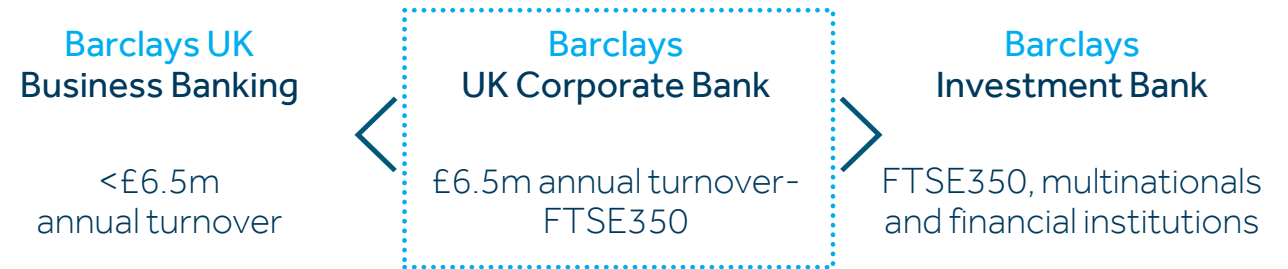 Barclays UK
Business Banking
<£6.5m
annual turnover
Barclays
UK Corporate Bank
£6.5m annual turnover-
FTSE350
Barclays
Investment Bank
FTSE350, multinationals
and financial institutions